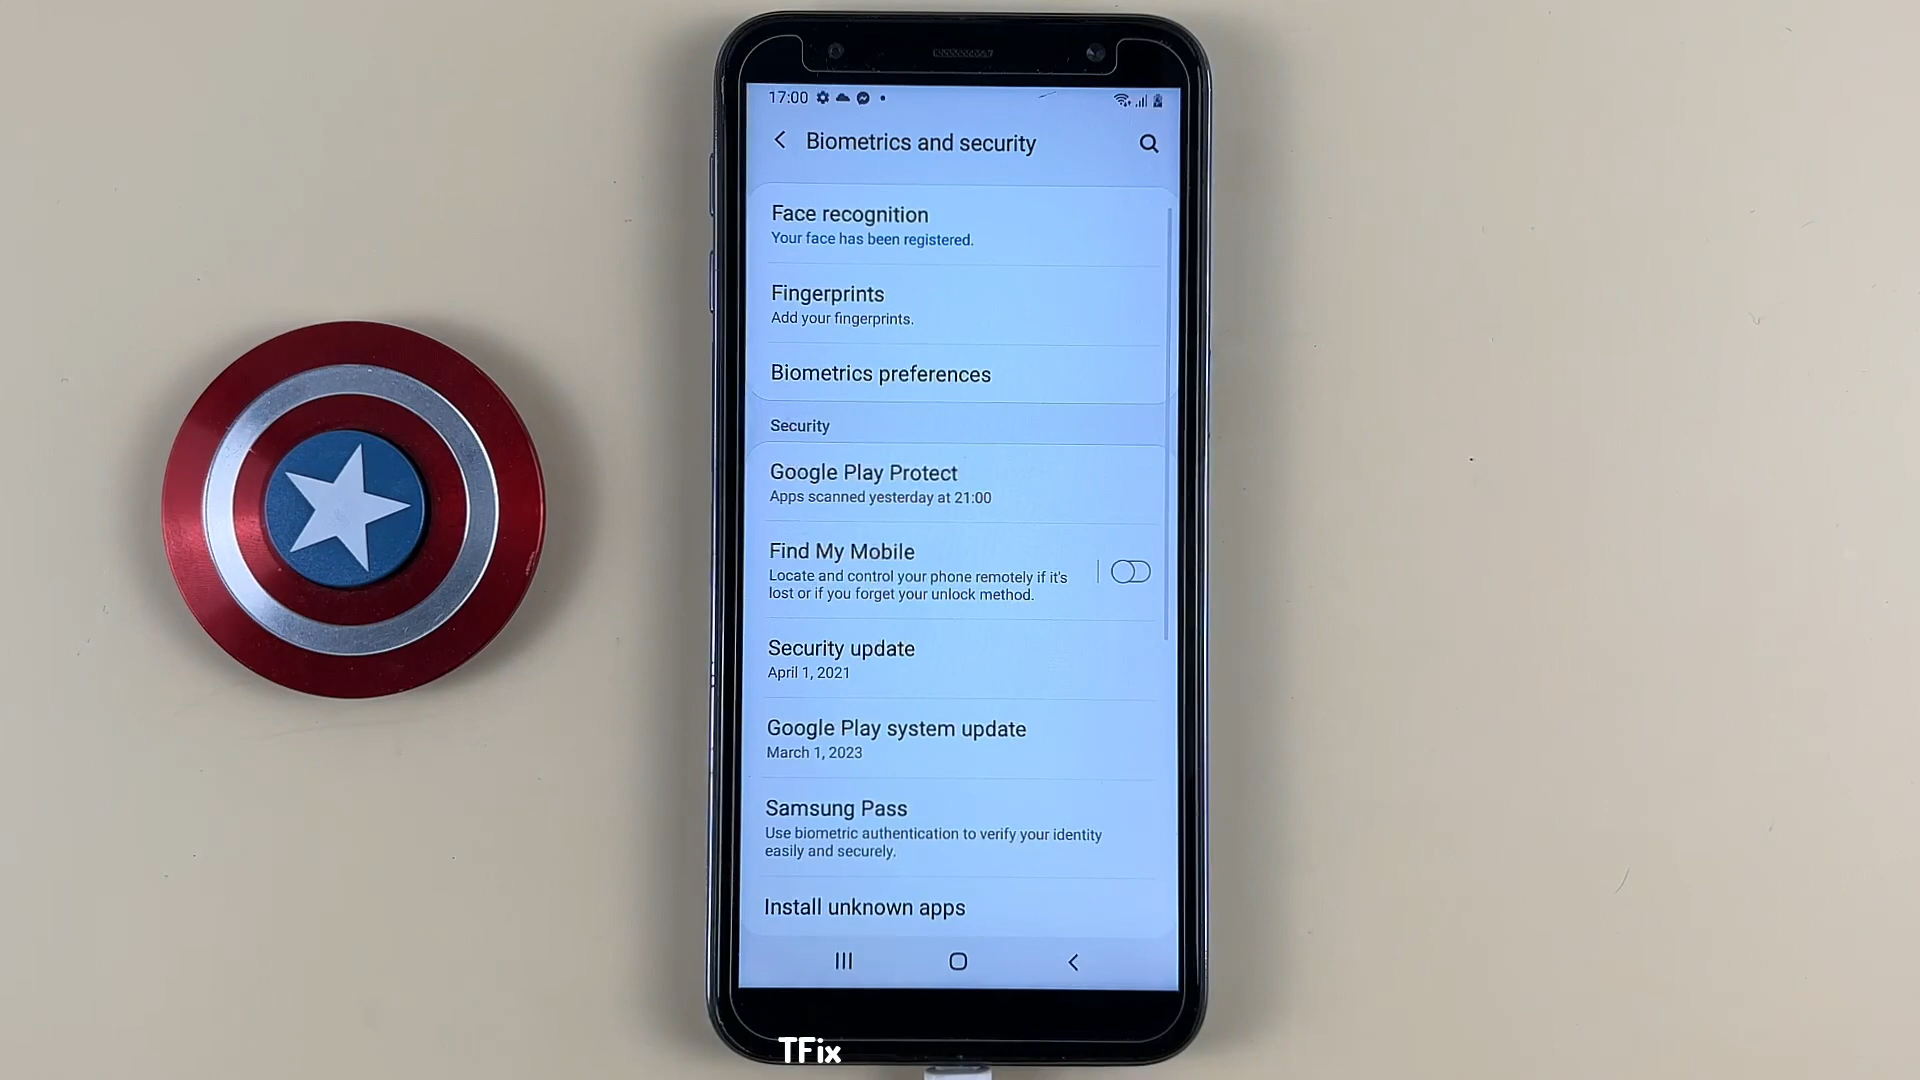 17:00
Biometrics and security
Face recognition
Your face has been registered.
Fingerprints
Add your fingerprints.
Biometrics preferences
Security
Google Play Protect
Apps scanned yesterday at 21:00
Find My Mobile
Locate and control your phone remotely if it's
lost or if you forget your unlock method.
Security update
April 1, 2021
Google Play system update
March 1, 2023
Samsung Pass
Use biometric authentication to verify your identity
easily and securely.
Install unknown apps
TFix